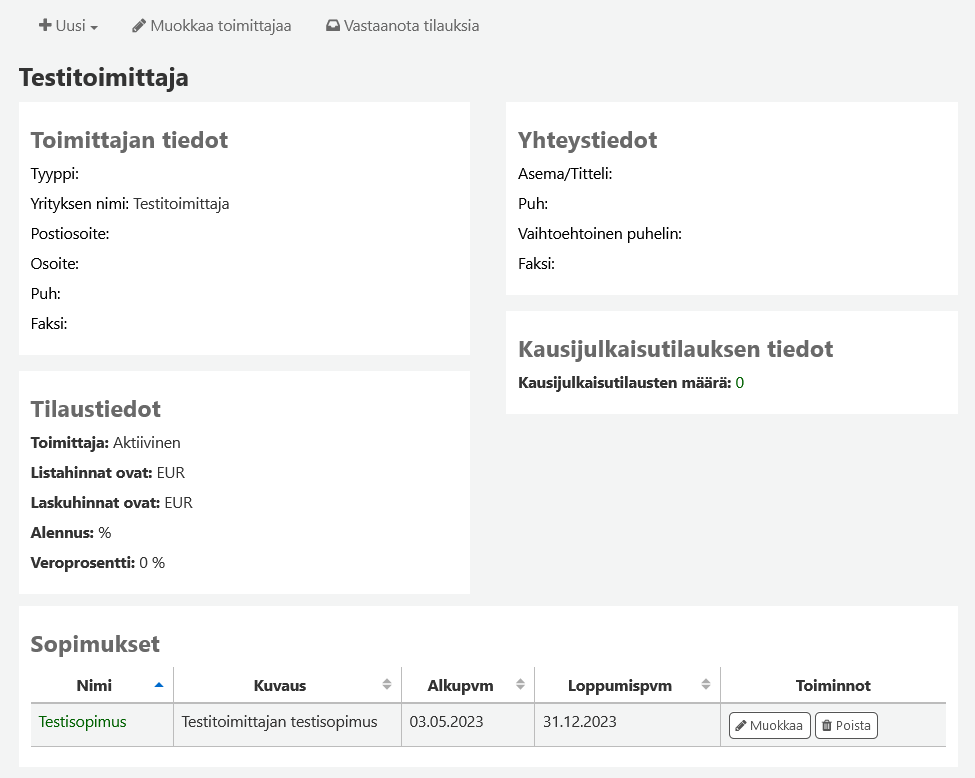 Uusi
Muokkaa toimittajaa
Vastaanota tilauksia
Testitoimittaja
Toimittajan tiedot
Tyyppi:
Yrityksen nimi: Testitoimittaja
Postiosoite:
Osoite:
Puh:
Faksi:
Yhteystiedot
Asema/Titteli:
Puh:
Vaihtoehtoinen puhelin:
Faksi:
Kausijulkaisutilauksen tiedot
Kausijulkaisutilausten määrä: 0
Tilaustiedot
Toimittaja: Aktiivinen
Listahinnat ovat: EUR
Laskuhinnat ovat: EUR
Alennus: %
Veroprosentti: 0 %
Sopimukset
Nimi Kuvaus Alkupvm Loppumispvm Toiminnot
Testisopimus Testitoimittajan testisopimus 03.05.2023 31.12.2023 Muokkaa Poista